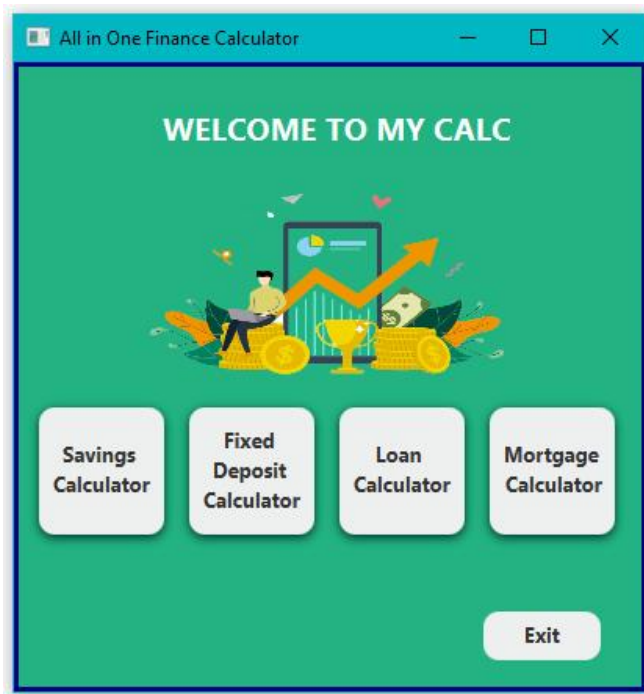 All in One Finance Calculator
WELCOME TO MY CALC
Savings
Calculator
Fixed
Deposit
Calculator
Loan
Calculator
Mortgage
Calculator
Exit